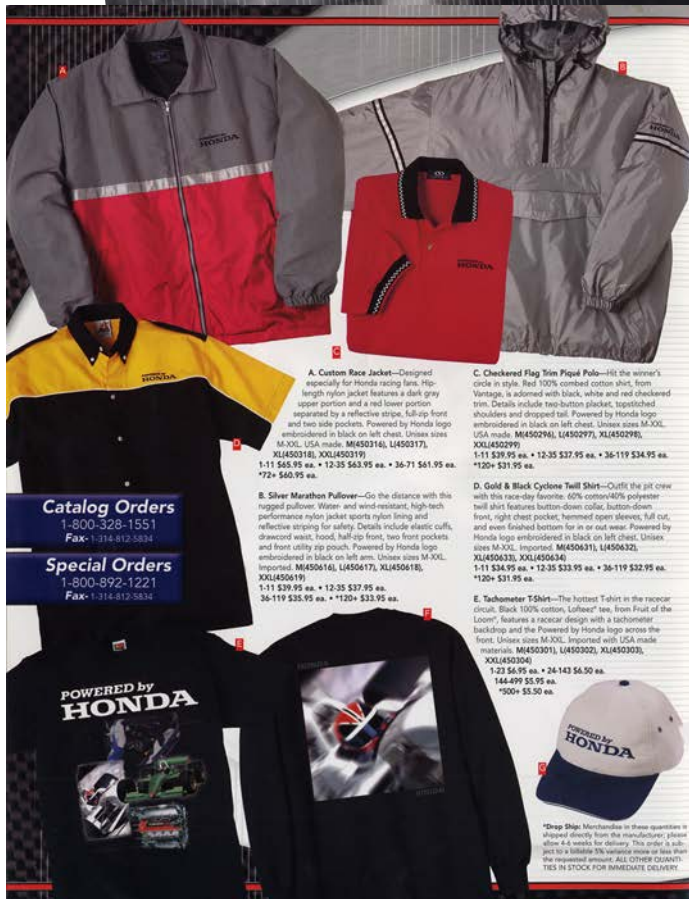 A
B
POWERED by
HONDA
HONDA
POWERED by
HONDA
C
POWERED by
HONDA
D
A. Custom Race Jacket—Designed
especially for Honda racing fans. Hip-
length nylon jacket features a dark gray
upper portion and a red lower portion
separated by a reflective stripe, full-zip front
and two side pockets. Powered by Honda logo
embroidered in black on left chest. Unisex sizes
M-XXL. USA made. M(450316), L(450317),
XL(450318), XXL(450319)
1-11 $65.95 ea. • 12-35 $63.95 ea. • 36-71 $61.95 ea.
*72+ $60.95 ea.
B. Silver Marathon Pullover—Go the distance with this
rugged pullover. Water- and wind-resistant, high-tech
performance nylon jacket sports nylon lining and
reflective striping for safety. Details include elastic cuffs,
drawcord waist, hood, half-zip front, two front pockets
and front utility zip pouch. Powered by Honda logo
embroidered in black on left arm. Unisex sizes M-XXL.
Imported. M(450616), L(450617), XL(450618),
XXL(450619)
1-11 $39.95 ea. • 12-35 $37.95 ea.
36-119 $35.95 ea. • *120+ $33.95 ea.
C. Checkered Flag Trim Piqué Polo—Hit the winner's
circle in style. Red 100% combed cotton shirt, from
Vantage, is adorned with black, white and red checkered
trim. Details include two-button placket, topstitched
shoulders and dropped tail. Powered by Honda logo
embroidered in black on left chest. Unisex sizes M-XXL.
USA made. M(450296), L(450297), XL(450298),
XXL(450299)
1-11 $39.95 ea. • 12-35 $37.95 ea. • 36-119 $34.95 ea.
*120+ $31.95 ea.
D. Gold & Black Cyclone Twill Shirt—Outfit the pit crew
with this race-day favorite. 60% cotton/40% polyester
twill shirt features button-down collar, button-down
front, right chest pocket, hemmed open sleeves, full cut,
and even finished bottom for in or out wear. Powered by
Honda logo embroidered in black on left chest. Unisex
sizes M-XXL. Imported. M(450631), L(450632),
XL(450633), XXL(450634)
1-11 $34.95 ea. • 12-35 $33.95 ea. • 36-119 $32.95 ea.
*120+ $31.95 ea.
E. Tachometer T-Shirt—The hottest T-shirt in the racecar
circuit. Black 100% cotton, Lofteez® tee, from Fruit of the
Loom®, features a racecar design with a tachometer
backdrop and the Powered by Honda logo across the
front. Unisex sizes M-XXL. Imported with USA made
materials. M(450301), L(450302), XL(450303),
XXL(450304)
1-23 $6.95 ea. • 24-143 $6.50 ea.
144-499 $5.95 ea.
*500+ $5.50 ea.
Catalog Orders
1-800-328-1551
Fax- 1-314-812-5834
Special Orders
1-800-892-1221
Fax- 1-314-812-5834
E
F
POWERED by
HONDA
HONDA
HONDA
POWERED by
HONDA
G
*Drop Ship: Merchandise in these quantities is
shipped directly from the manufacturer; please
allow 4-6 weeks for delivery. This order is sub-
ject to a billable 5% variance more or less than
the requested amount. ALL OTHER QUANTI-
TIES IN STOCK FOR IMMEDIATE DELIVERY.